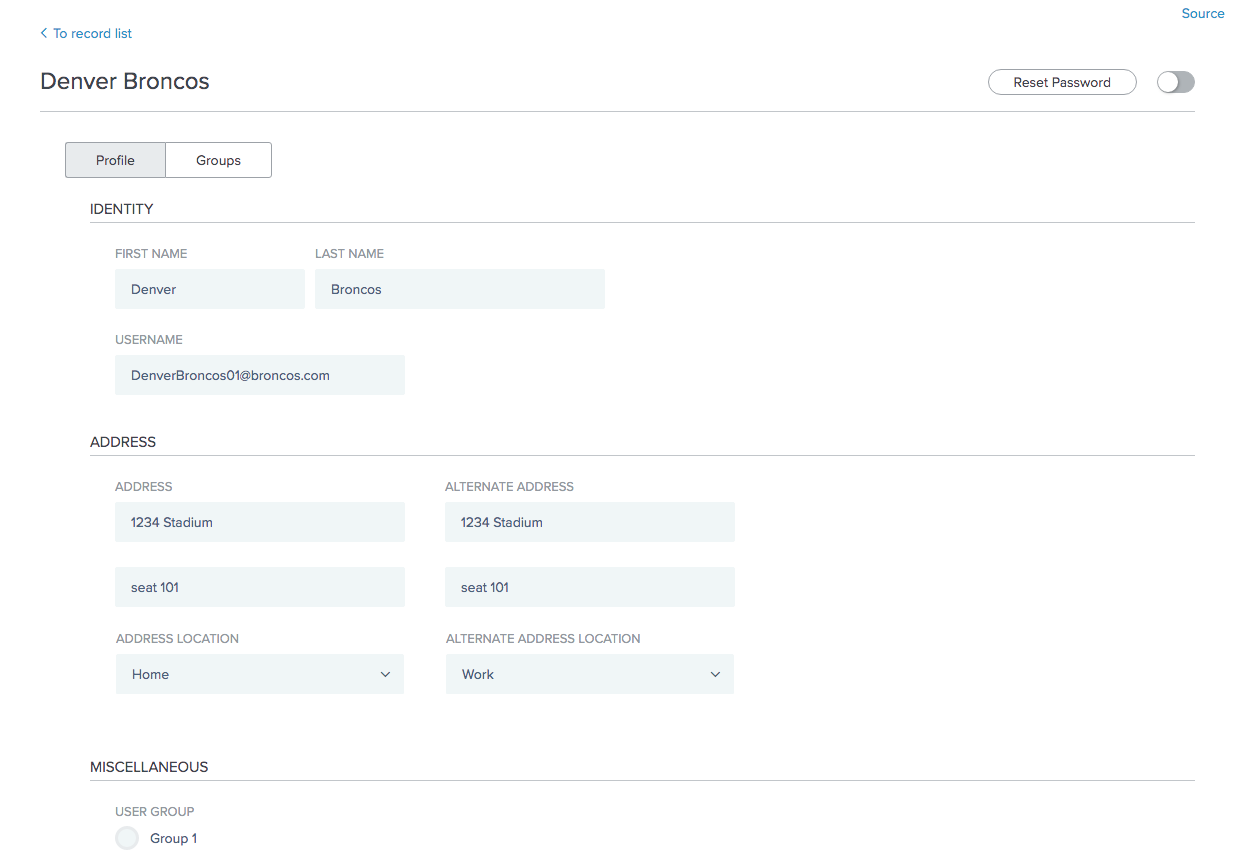 Source
To record list
Denver Broncos
Reset Password
Profile Groups
IDENTITY
FIRST NAME LAST NAME
Denver Broncos
USERNAME
DenverBroncos01@broncos.com
ADDRESS
ADDRESS ALTERNATE ADDRESS
1234 Stadium 1234 Stadium
seat 101 seat 101
ADDRESS LOCATION ALTERNATE ADDRESS LOCATION
Home Work
MISCELLANEOUS
USER GROUP
Group 1